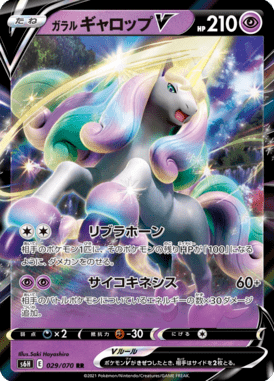 たね ガラル ギャロップV HP210
リブラホーン
相手のポケモン1匹に、そのポケモンの残りHPが「100」になるように、ダメカンをのせる。
サイコキネシス 60+
相手のバトルポケモンについているエネルギーの数×30ダメージ追加。
Illus. Saki Hayashiro
S6H E 029/070 RR
弱点 ×2 抵抗力 -30 にげる
Vルール
ポケモンVがきぜつしたとき、相手はサイドを2枚とる。
©2021 Pokémon/Nintendo/Creatures/GAME FREAK.